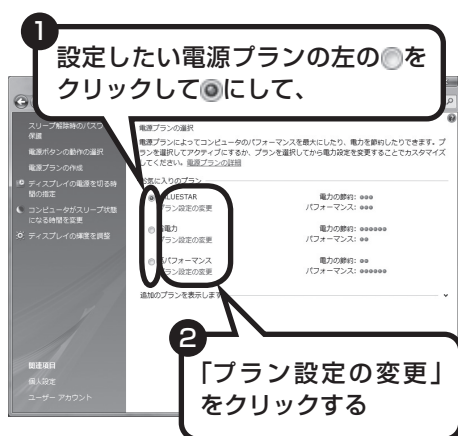 1
設定したい電源プランの左の○を
クリックして◉にして、
スリープ解除時のパスワ
保護
電源ボタンの動作の選択
電源プランの作成
ディスプレイの電源を切る時
間の指定
コンピュータがスリープ状態
になる時間を変更
ディスプレイの輝度を調整
電源プランの選択
電源プランによってコンピュータのパフォーマンスを最大にしたり、電力を節約したりできます。プ
ランを選択してアクティブにするか、プランを選択してから電源設定を変更することでカスタマイズ
してください。電源プランの詳細
お気に入りのプラン
LUESTAR 電力の節約:
プラン設定の変更 パフォーマンス:
省電力 電力の節約:
プラン設定の変更 パフォーマンス:
高パフォーマンス 電力の節約:
プラン設定の変更 パフォーマンス:
追加のプランを表示します
2
「プラン設定の変更」
をクリックする
関連項目
個人設定
ユーザー アカウント